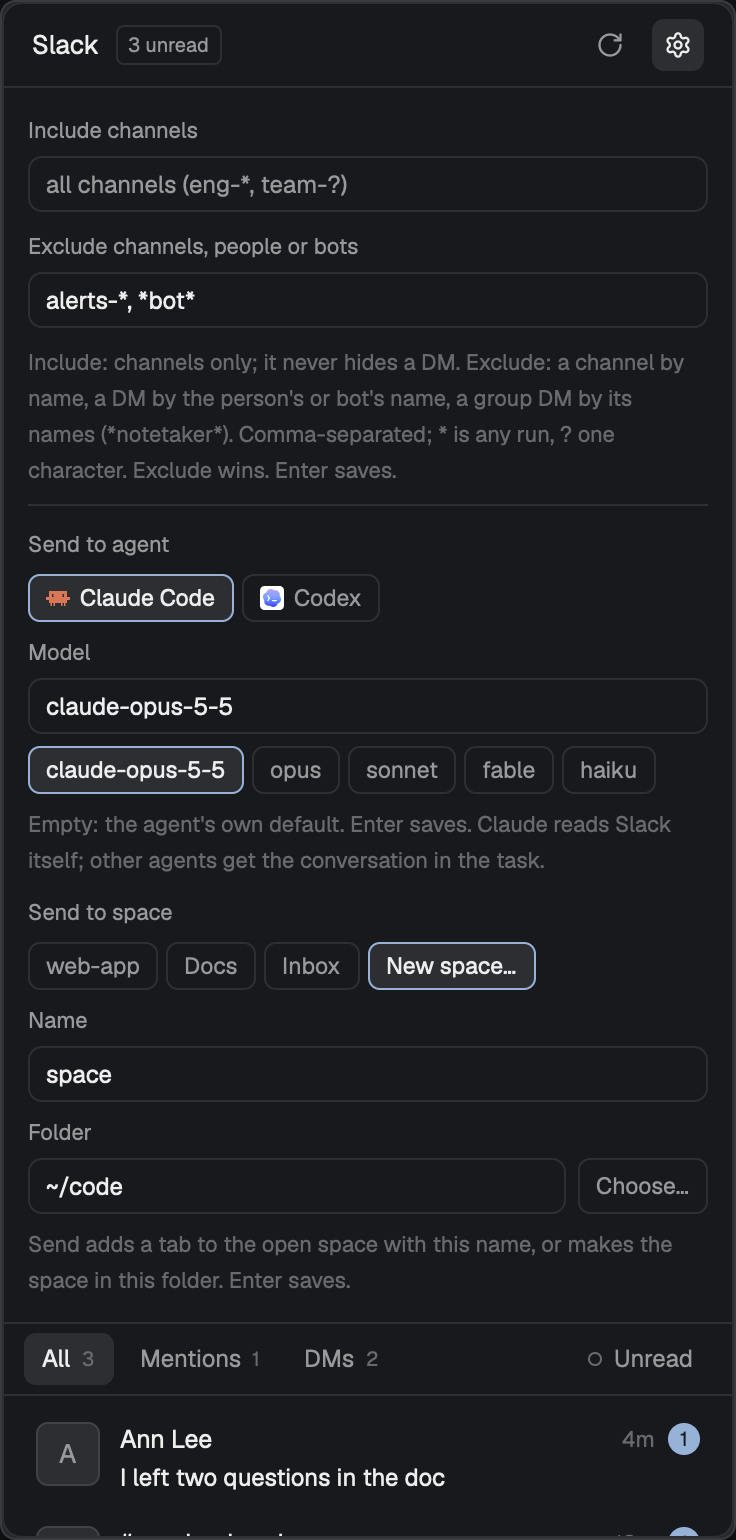 Slack 3 unread
Include channels
all channels (eng-*, team-?)
Exclude channels, people or bots
alerts-*, *bot*
Include: channels only; it never hides a DM. Exclude: a channel by
name, a DM by the person's or bot's name, a group DM by its
names (*notetaker*). Comma-separated; * is any run, ? one
character. Exclude wins. Enter saves.
Send to agent
Claude Code Codex
Model
claude-opus-5-5
claude-opus-5-5 opus sonnet fable haiku
Empty: the agent's own default. Enter saves. Claude reads Slack
itself; other agents get the conversation in the task.
Send to space
web-app Docs Inbox New space…
Name
space
Folder
~/code Choose…
Send adds a tab to the open space with this name, or makes the
space in this folder. Enter saves.
All 3 Mentions 1 DMs 2 Unread
A Ann Lee 4m 1
I left two questions in the doc